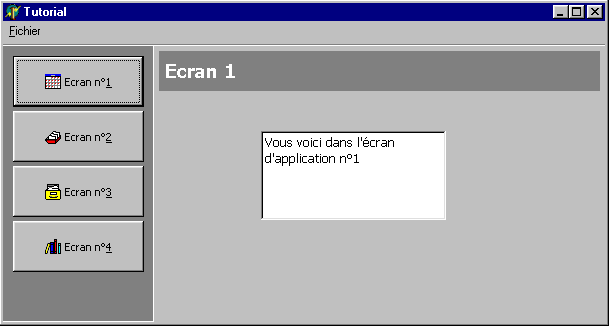 Tutorial
Fichier
Ecran n°1
Ecran n°2
Ecran n°3
Ecran n°4
Ecran 1
Vous voici dans l'écran
d'application n°1